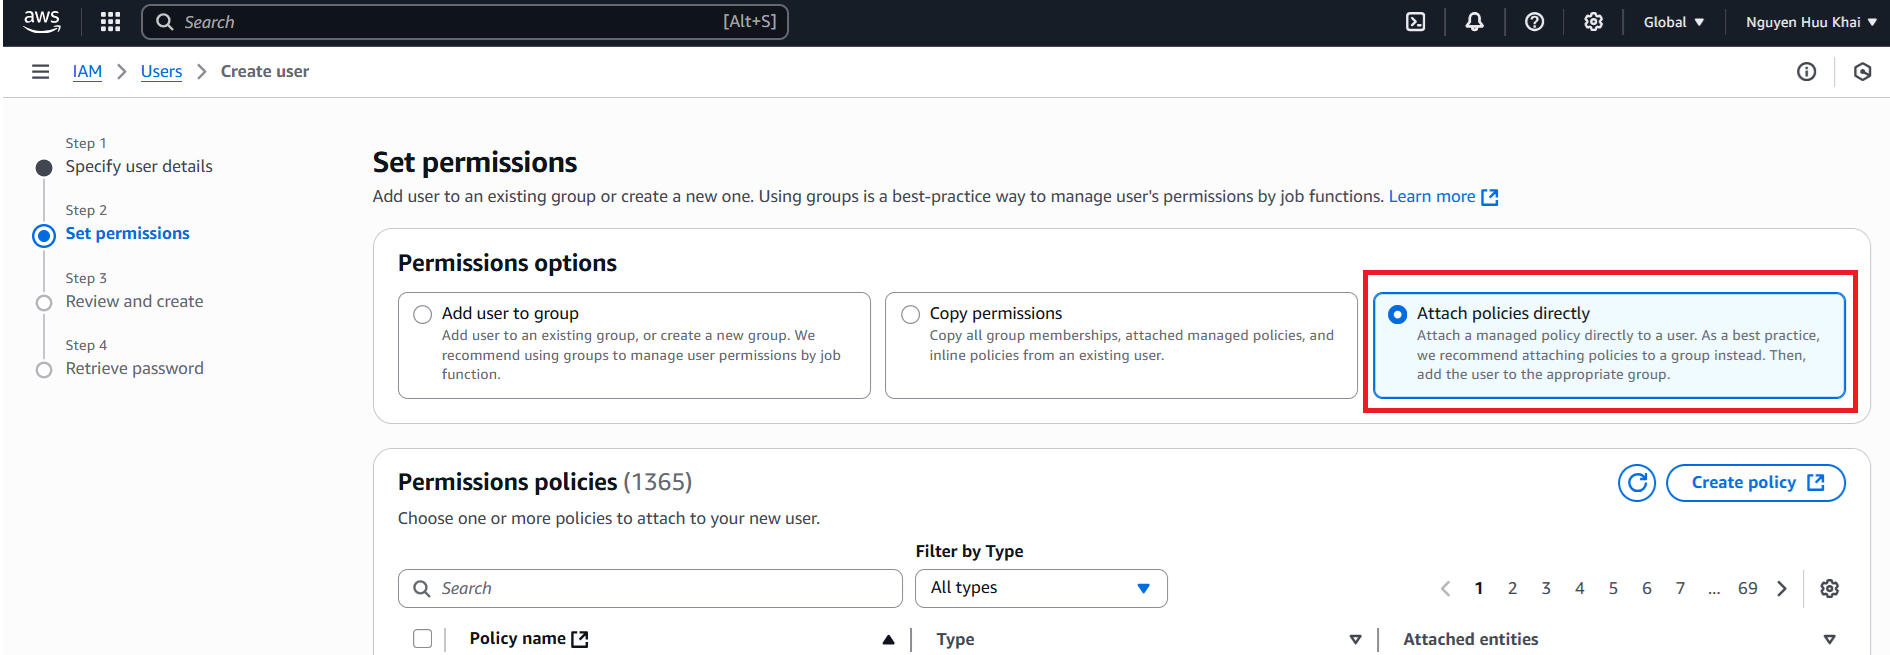 aws
Search [Alt+S]
Global
Nguyen Huu Khai
IAM
Users
Create user
Step 1
Specify user details
Step 2
Set permissions
Step 3
Review and create
Step 4
Retrieve password
Set permissions
Add user to an existing group or create a new one. Using groups is a best-practice way to manage user's permissions by job functions. Learn more
Permissions options
Add user to group
Add user to an existing group, or create a new group. We
recommend using groups to manage user permissions by job
function.
Copy permissions
Copy all group memberships, attached managed policies, and
inline policies from an existing user.
Attach policies directly
Attach a managed policy directly to a user. As a best practice,
we recommend attaching policies to a group instead. Then,
add the user to the appropriate group.
Permissions policies (1365)
Create policy
Choose one or more policies to attach to your new user.
Filter by Type
Search
All types
1 2 3 4 5 6 7 ... 69
Policy name
Type
Attached entities